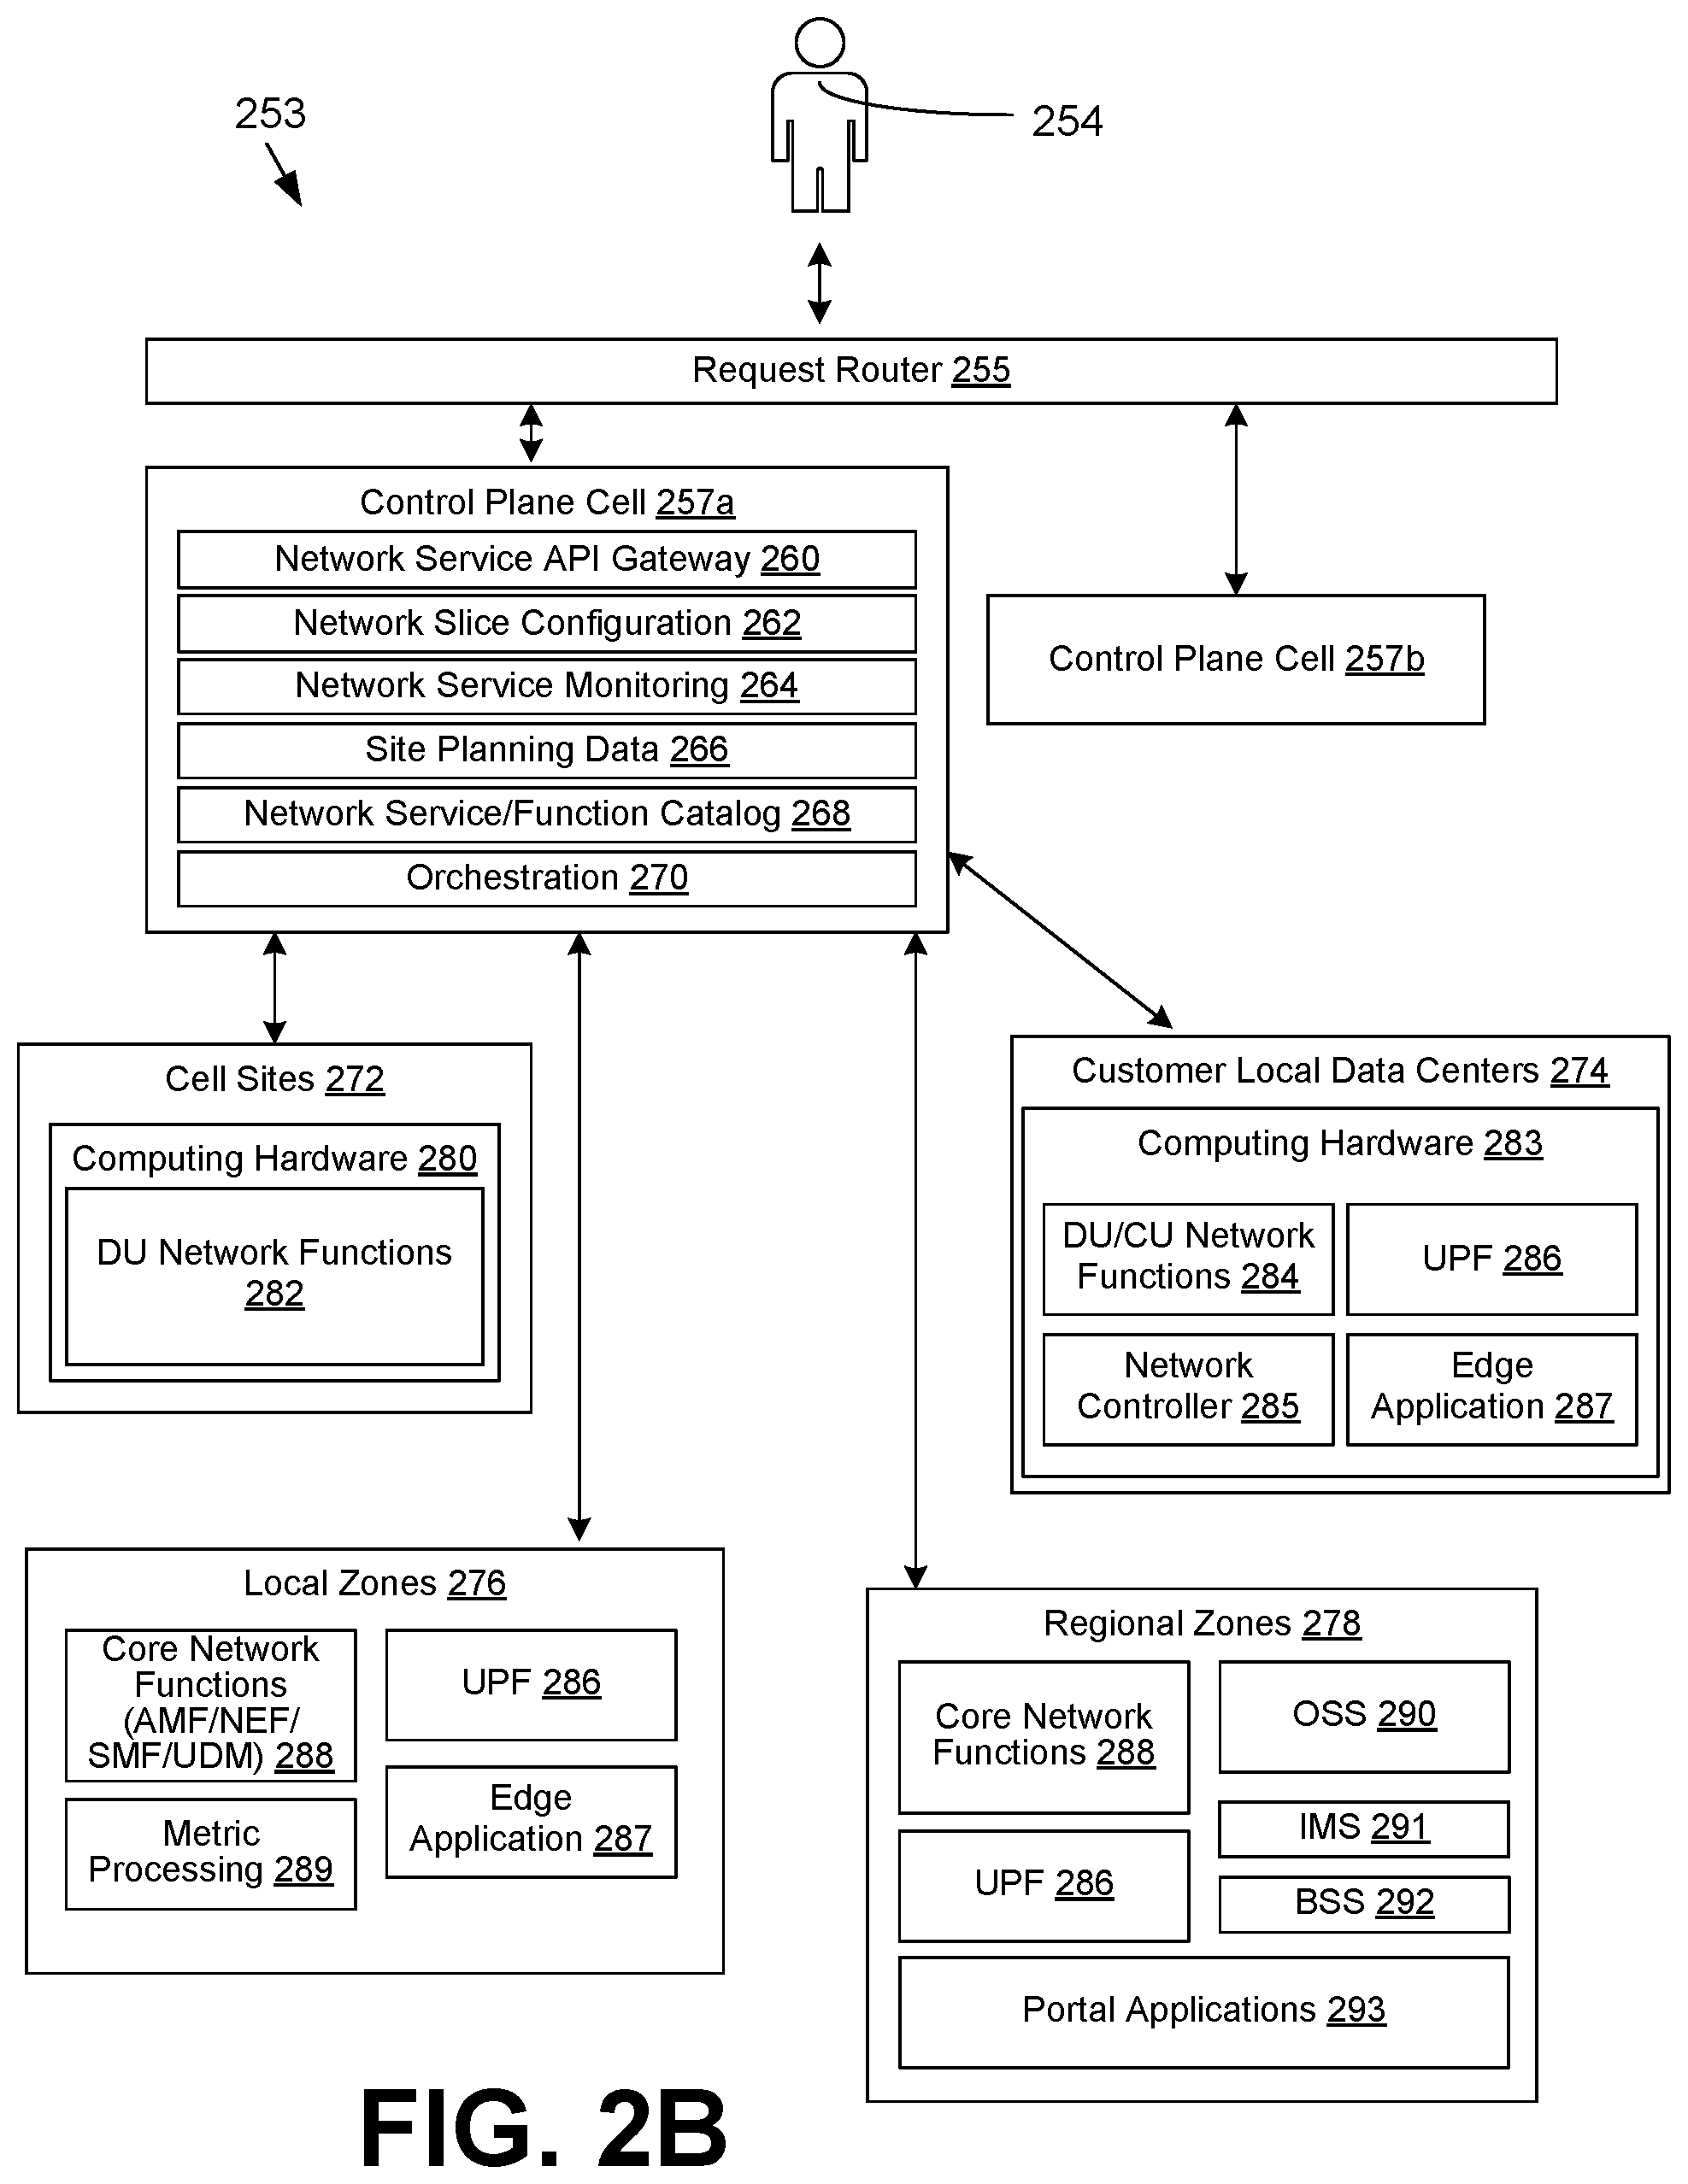 253
254
Request Router 255
Control Plane Cell 257a
Network Service API Gateway 260
Network Slice Configuration 262
Network Service Monitoring 264
Site Planning Data 266
Network Service/Function Catalog 268
Orchestration 270
Control Plane Cell 257b
Cell Sites 272
Computing Hardware 280
DU Network Functions
282
Customer Local Data Centers 274
Computing Hardware 283
DU/CU Network
Functions 284
UPF 286
Network
Controller 285
Edge
Application 287
Local Zones 276
Core Network
Functions
(AMF/NEF/
SMF/UDM) 288
UPF 286
Metric
Processing 289
Edge
Application 287
Regional Zones 278
Core Network
Functions 288
OSS 290
IMS 291
UPF 286
BSS 292
Portal Applications 293
FIG. 2B